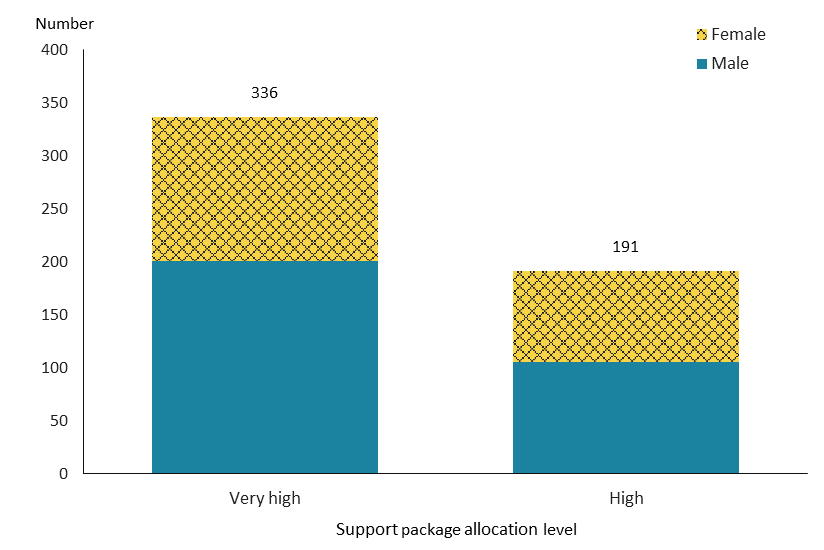 Number
Female
Male
400
350
300
250
200
150
100
50
0
336
191
Very high
High
Support package allocation level